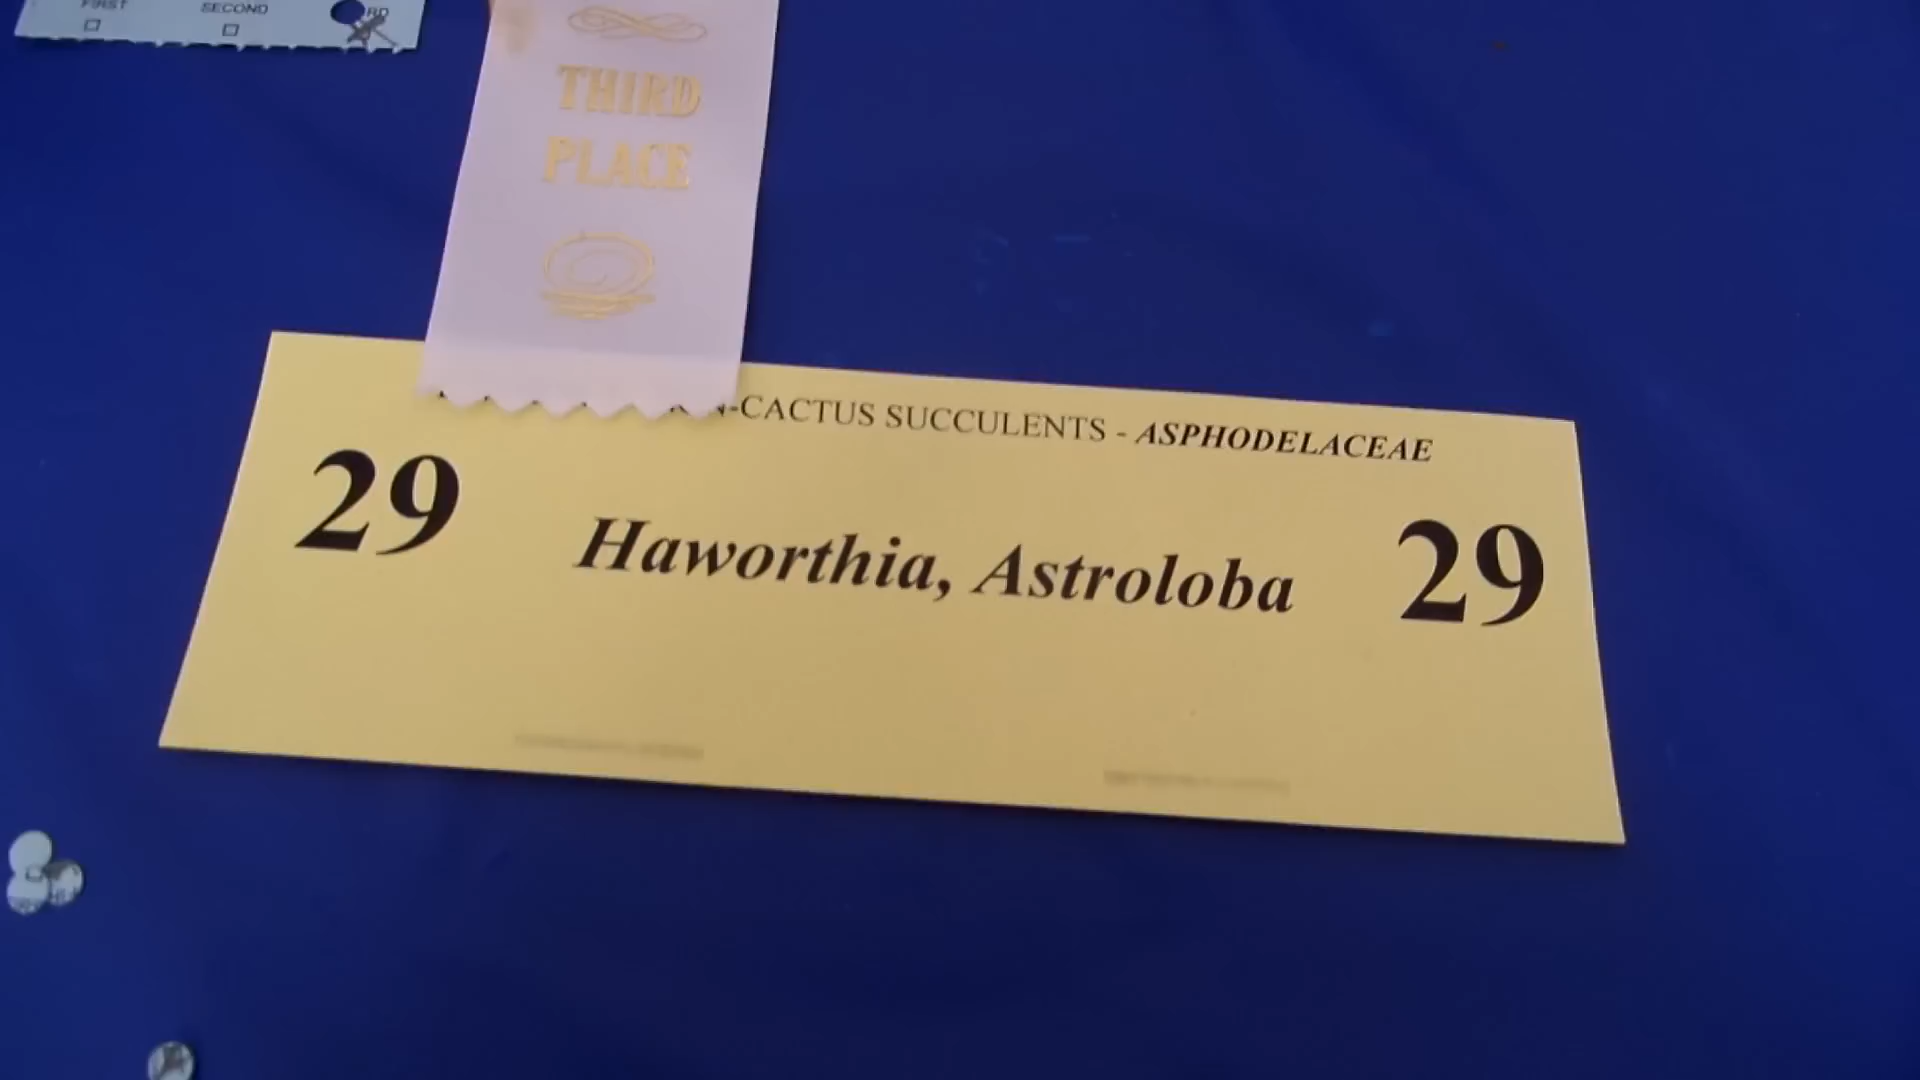 FIRST SECOND
THIRD
PLACE
-CACTUS SUCCULENTS - ASPHODELACEAE
29 Haworthia, Astroloba 29